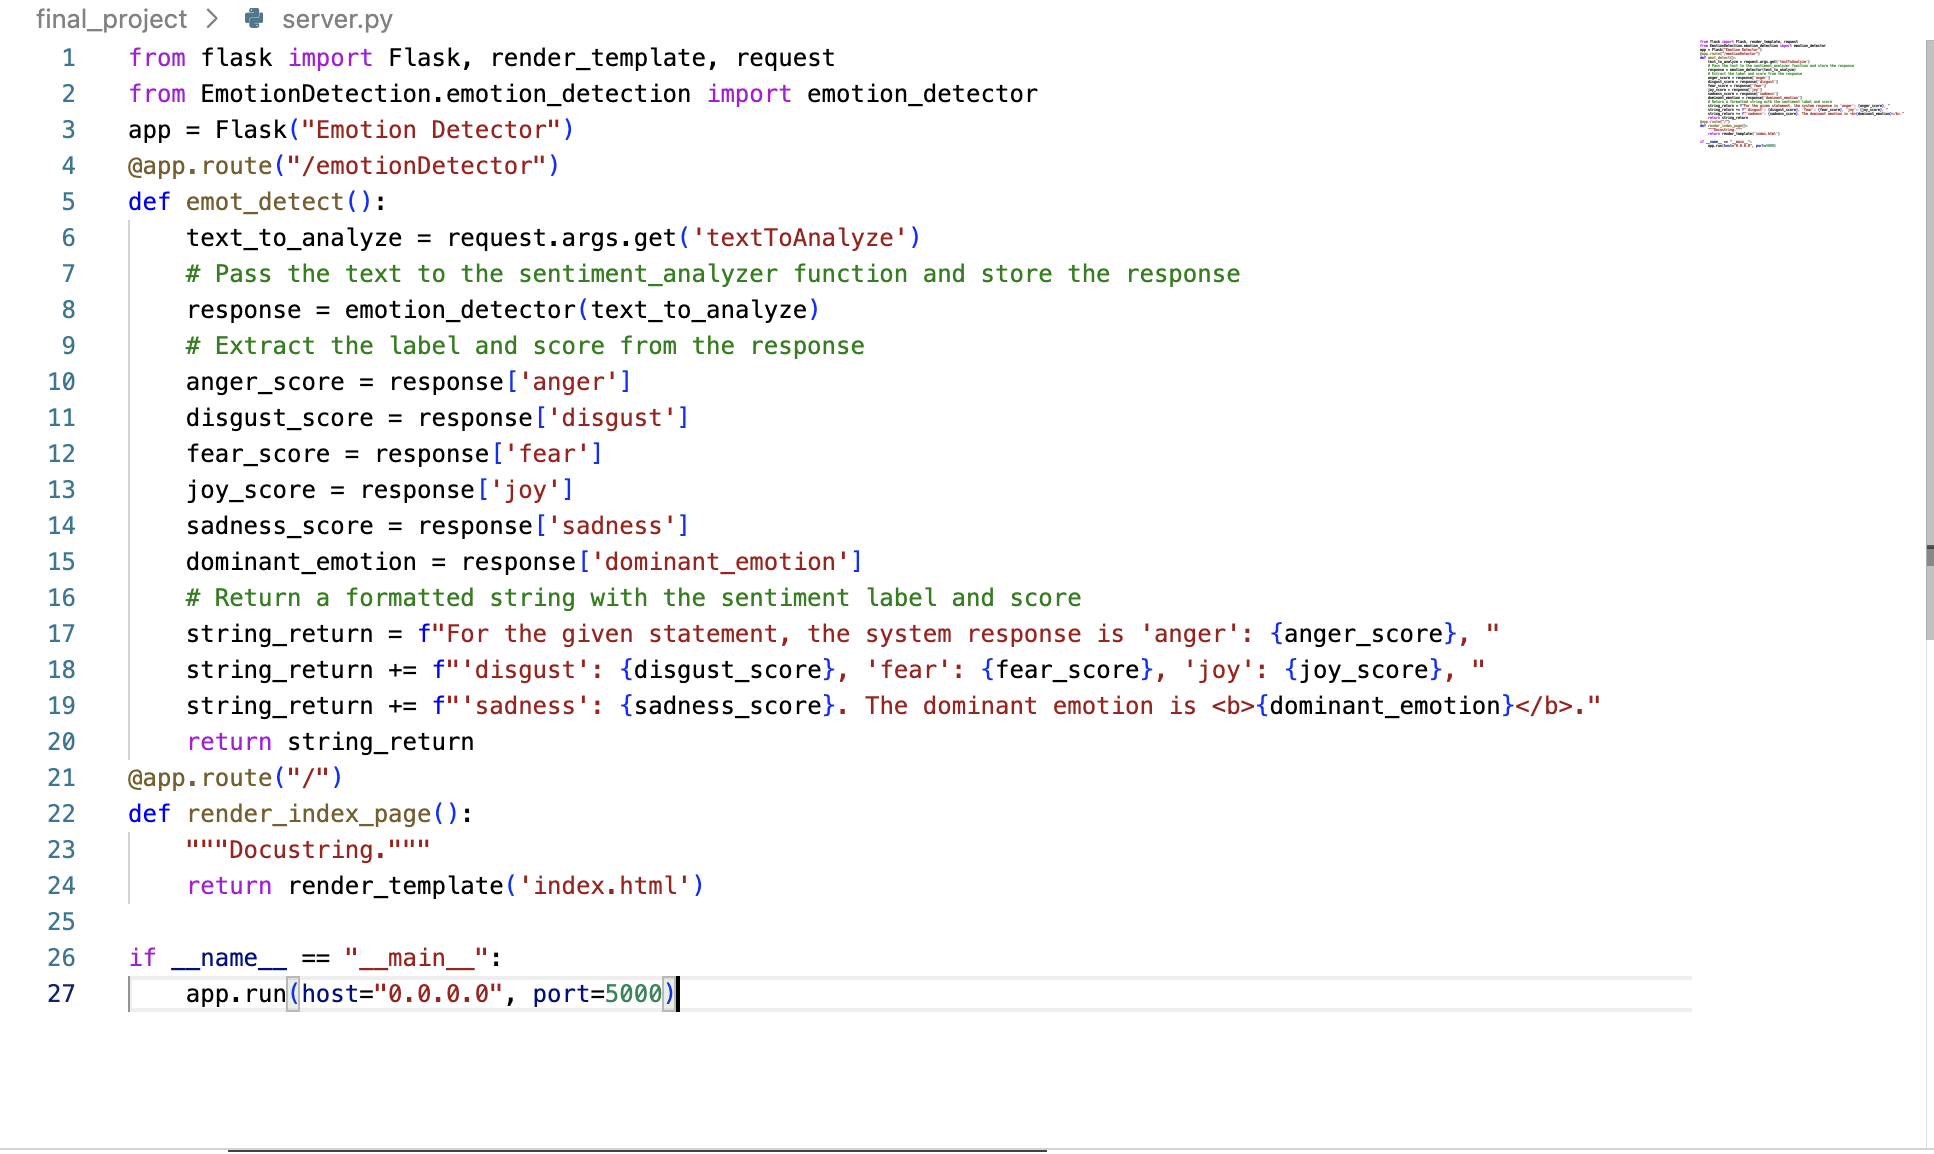 final_project > server.py
1 from flask import Flask, render_template, request
2 from EmotionDetection.emotion_detection import emotion_detector
3 app = Flask("Emotion Detector")
4 @app.route("/emotionDetector")
5 def emot_detect():
6     text_to_analyze = request.args.get('textToAnalyze')
7     # Pass the text to the sentiment_analyzer function and store the response
8     response = emotion_detector(text_to_analyze)
9     # Extract the label and score from the response
10     anger_score = response['anger']
11     disgust_score = response['disgust']
12     fear_score = response['fear']
13     joy_score = response['joy']
14     sadness_score = response['sadness']
15     dominant_emotion = response['dominant_emotion']
16     # Return a formatted string with the sentiment label and score
17     string_return = f"For the given statement, the system response is 'anger': {anger_score}, "
18     string_return += f"'disgust': {disgust_score}, 'fear': {fear_score}, 'joy': {joy_score}, "
19     string_return += f"'sadness': {sadness_score}. The dominant emotion is <b>{dominant_emotion}</b>."
20     return string_return
21 @app.route("/")
22 def render_index_page():
23     """Docustring."""
24     return render_template('index.html')
25
26 if __name__ == "__main__":
27     app.run(host="0.0.0.0", port=5000)